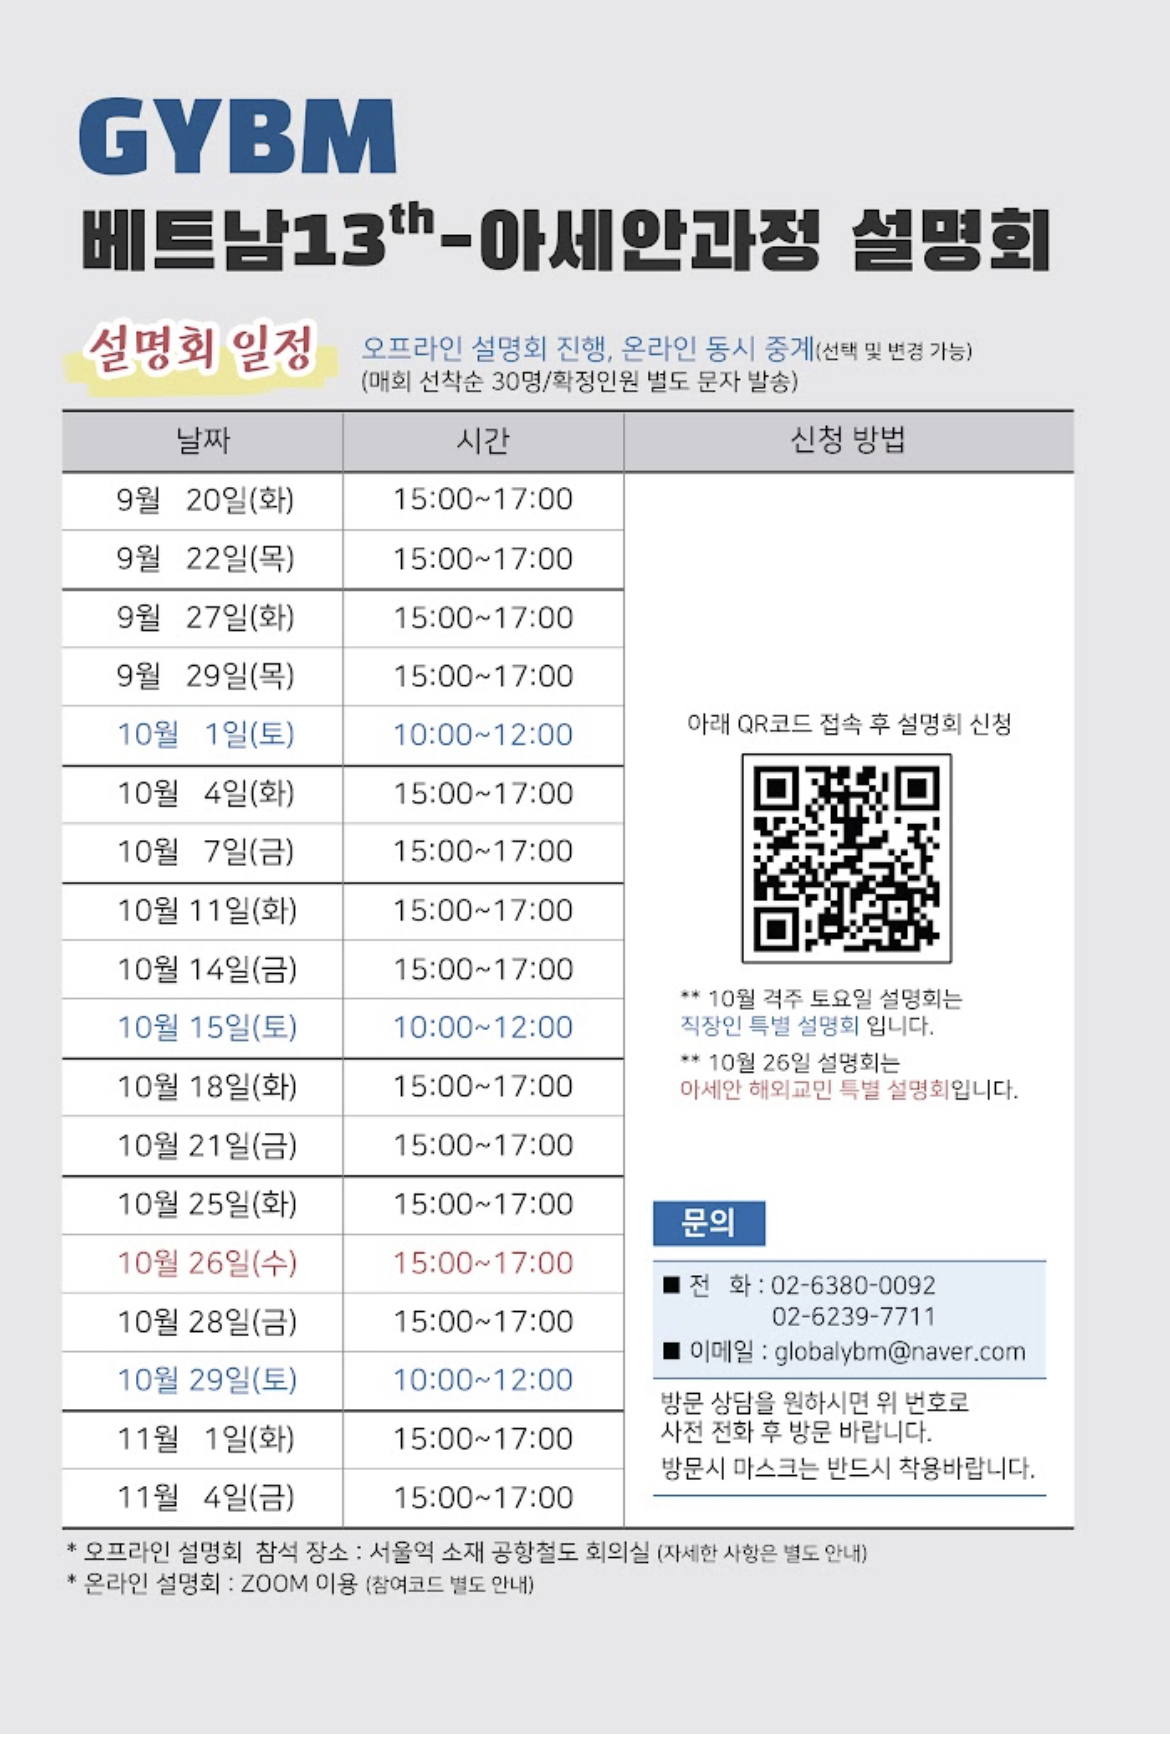 GYBM
베트남13th-아세안과정 설명회
설명회 일정
오프라인 설명회 진행, 온라인 동시 중계(선택 및 변경 가능)
(매회 선착순 30명/확정인원 별도 문자 발송)
날짜 시간 신청 방법
9월 20일(화) 15:00~17:00
9월 22일(목) 15:00~17:00
9월 27일(화) 15:00~17:00
9월 29일(목) 15:00~17:00
10월 1일(토) 10:00~12:00
10월 4일(화) 15:00~17:00
10월 7일(금) 15:00~17:00
10월 11일(화) 15:00~17:00
10월 14일(금) 15:00~17:00
10월 15일(토) 10:00~12:00
10월 18일(화) 15:00~17:00
10월 21일(금) 15:00~17:00
10월 25일(화) 15:00~17:00
10월 26일(수) 15:00~17:00
10월 28일(금) 15:00~17:00
10월 29일(토) 10:00~12:00
11월 1일(화) 15:00~17:00
11월 4일(금) 15:00~17:00
아래 QR코드 접속 후 설명회 신청
** 10월 격주 토요일 설명회는
직장인 특별 설명회 입니다.
** 10월 26일 설명회는
아세안 해외교민 특별 설명회입니다.
문의
■ 전 화 : 02-6380-0092
02-6239-7711
■ 이메일 : globalybm@naver.com
방문 상담을 원하시면 위 번호로
사전 전화 후 방문 바랍니다.
방문시 마스크는 반드시 착용바랍니다.
* 오프라인 설명회 참석 장소 : 서울역 소재 공항철도 회의실 (자세한 사항은 별도 안내)
* 온라인 설명회 : ZOOM 이용 (참여코드 별도 안내)